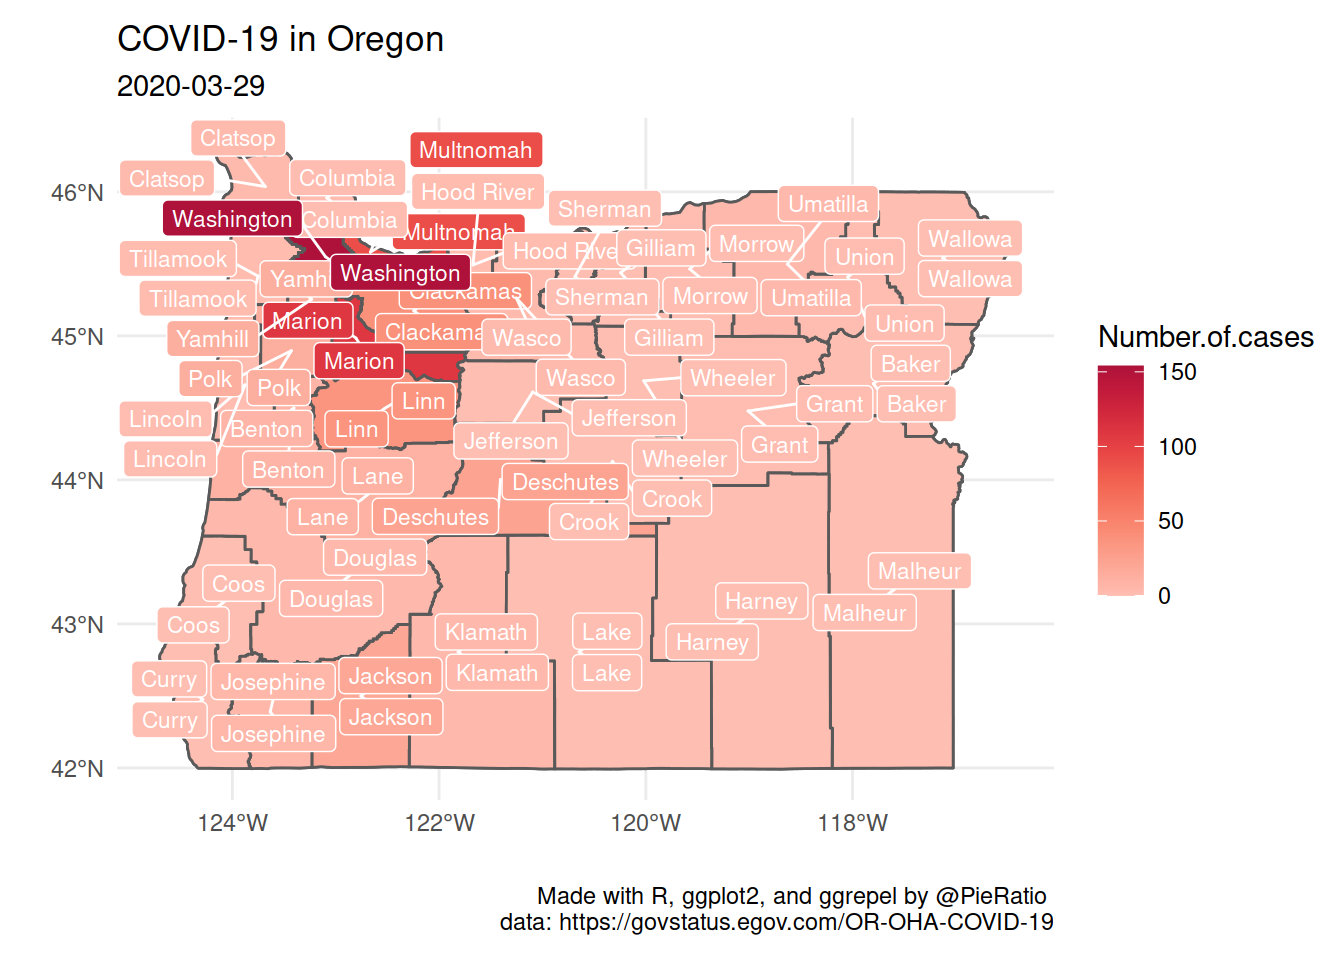 COVID-19 in Oregon
2020-03-29
Clatsop
Multnomah
Clatsop
Columbia
46°N
Hood River
Umatilla
Sherman
Washington
Columbia
Multnomah
Wallowa
Morrow
Gilliam
Hood Rive
Union
Tillamook
Washington
Yamh
Wallowa
Clackamas
Tillamook
Sherman
Morrow
Umatilla
Marion
Union
45°N
Yamhill
Clackama
Wasco
Gilliam
Marion
Baker
Polk
Polk
Wasco
Wheeler
Linn
Grant
Baker
Lincoln
Jefferson
Benton
Linn
Jefferson
Grant
Lincoln
Benton
Wheeler
Lane
44°N
Deschutes
Crook
Lane
Deschutes
Crook
Douglas
Malheur
Coos
Douglas
Harney
Malheur
43°N
Coos
Klamath
Lake
Harney
Curry
Josephine
Jackson
Klamath
Lake
Curry
Josephine
Jackson
42°N
124°W
122°W
120°W
118°W
Number.of.cases
150
100
50
0
Made with R, ggplot2, and ggrepel by @PieRatio
data: https://govstatus.egov.com/OR-OHA-COVID-19